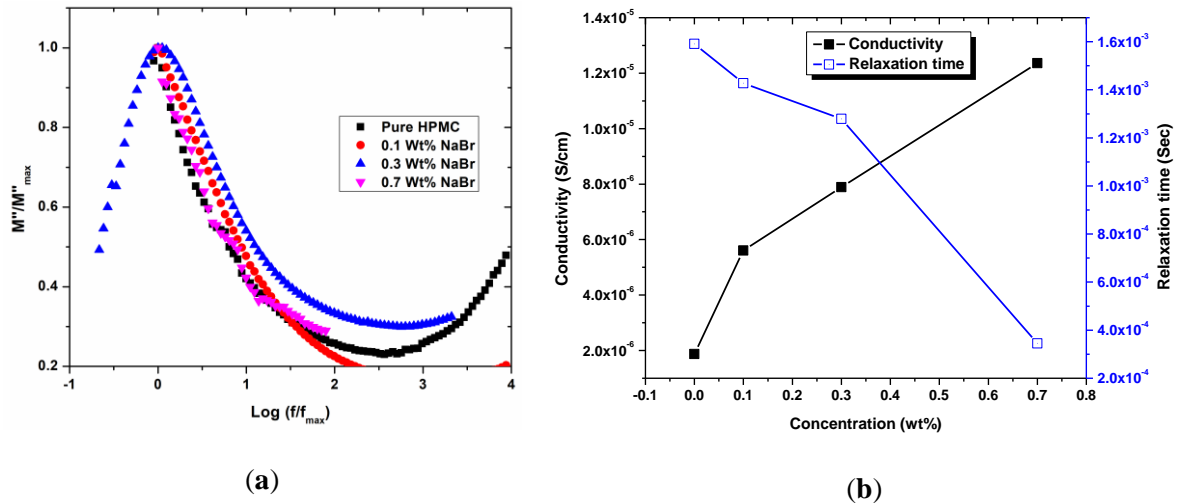 1.0
0.8
0.6
0.4
0.2
-1 0 1 2 3 4
M"/M"max
Log (f/fmax)
Pure HPMC
0.1 Wt% NaBr
0.3 Wt% NaBr
0.7 Wt% NaBr
(a)
1.4x10⁻⁵
1.2x10⁻⁵
1.0x10⁻⁵
8.0x10⁻⁶
6.0x10⁻⁶
4.0x10⁻⁶
2.0x10⁻⁶
Conductivity (S/cm)
Conductivity
Relaxation time
1.6x10⁻³
1.4x10⁻³
1.2x10⁻³
1.0x10⁻³
8.0x10⁻⁴
6.0x10⁻⁴
4.0x10⁻⁴
2.0x10⁻⁴
Relaxation time (Sec)
-0.1 0.0 0.1 0.2 0.3 0.4 0.5 0.6 0.7 0.8
Concentration (wt%)
(b)